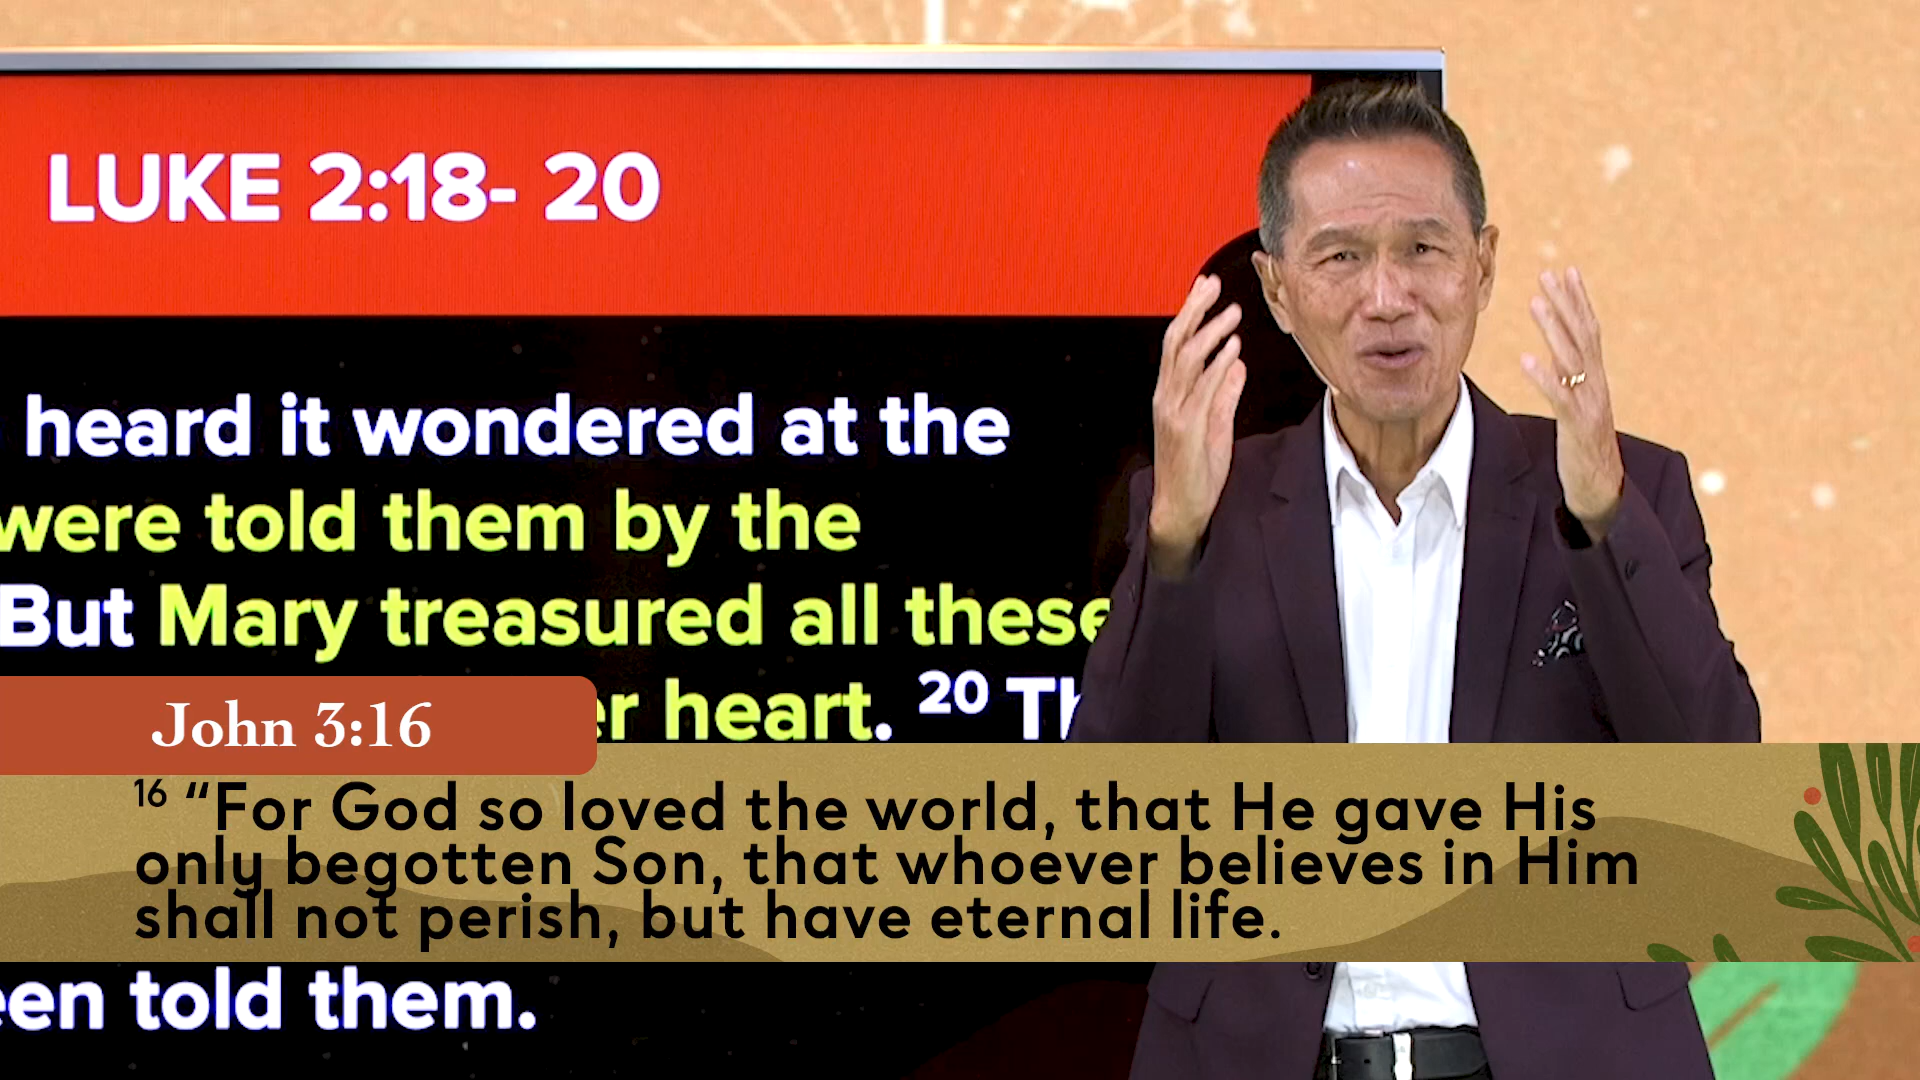 LUKE 2:18- 20
heard it wondered at the
were told them by the
But Mary treasured all these
heart. 20
John 3:16
16 “For God so loved the world, that He gave His
only begotten Son, that whoever believes in Him
shall not perish, but have eternal life.
told them.